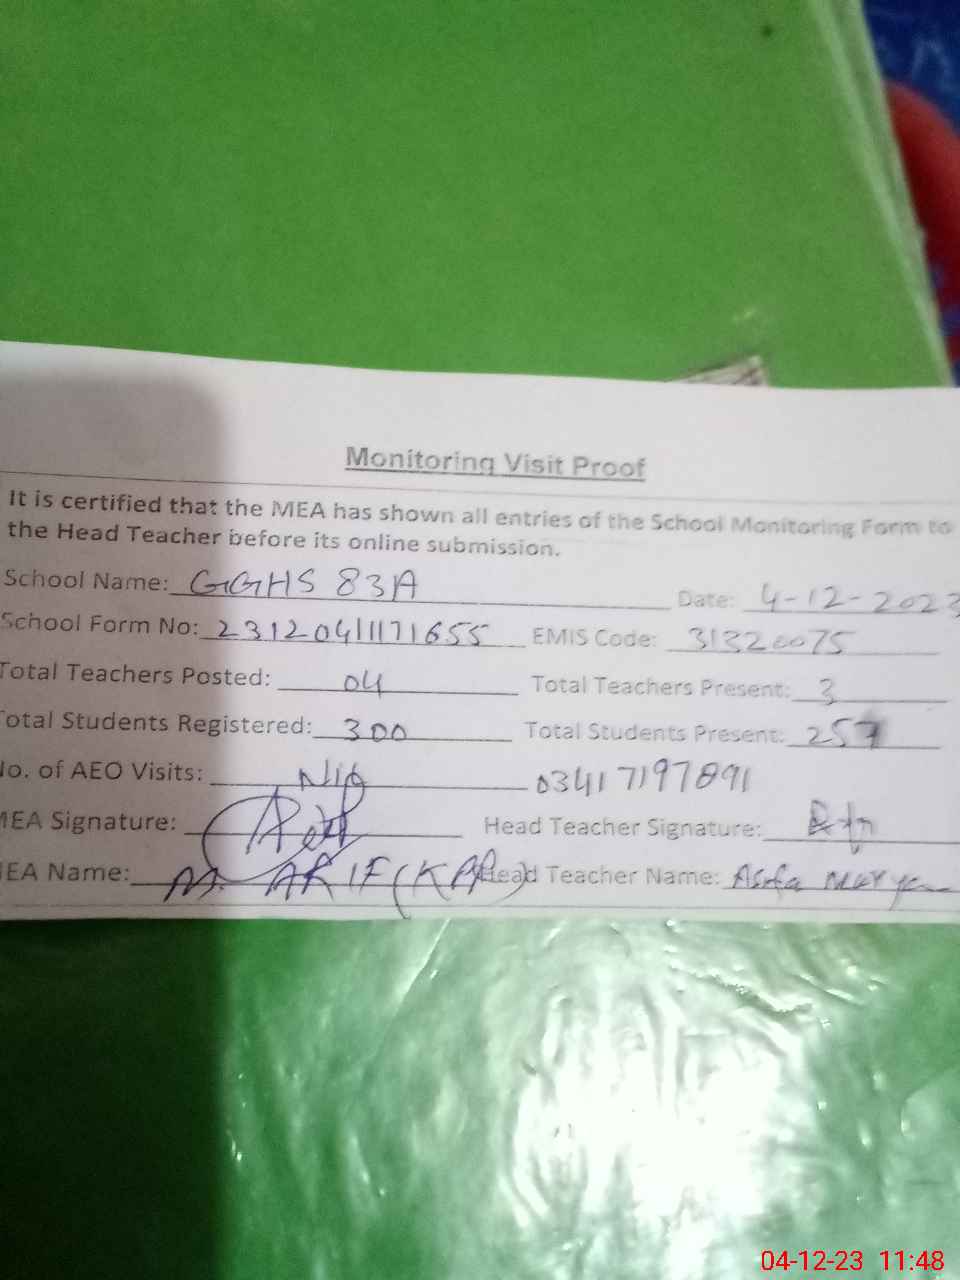 Monitoring Visit Proof
It is certified that the MEA has shown all entries of the School Monitoring Form to
the Head Teacher before its online submission.
School Name: GGHS 83A Date: 4-12-2023
School Form No: 23120411171655 EMIS Code: 31320075
Total Teachers Posted: 04 Total Teachers Present: 3
Total Students Registered: 300 Total Students Present: 257
No. of AEO Visits: 03417197891
MEA Signature: Head Teacher Signature:
MEA Name: M. ARIF Head Teacher Name: Asfa Maryam
04-12-23 11:48